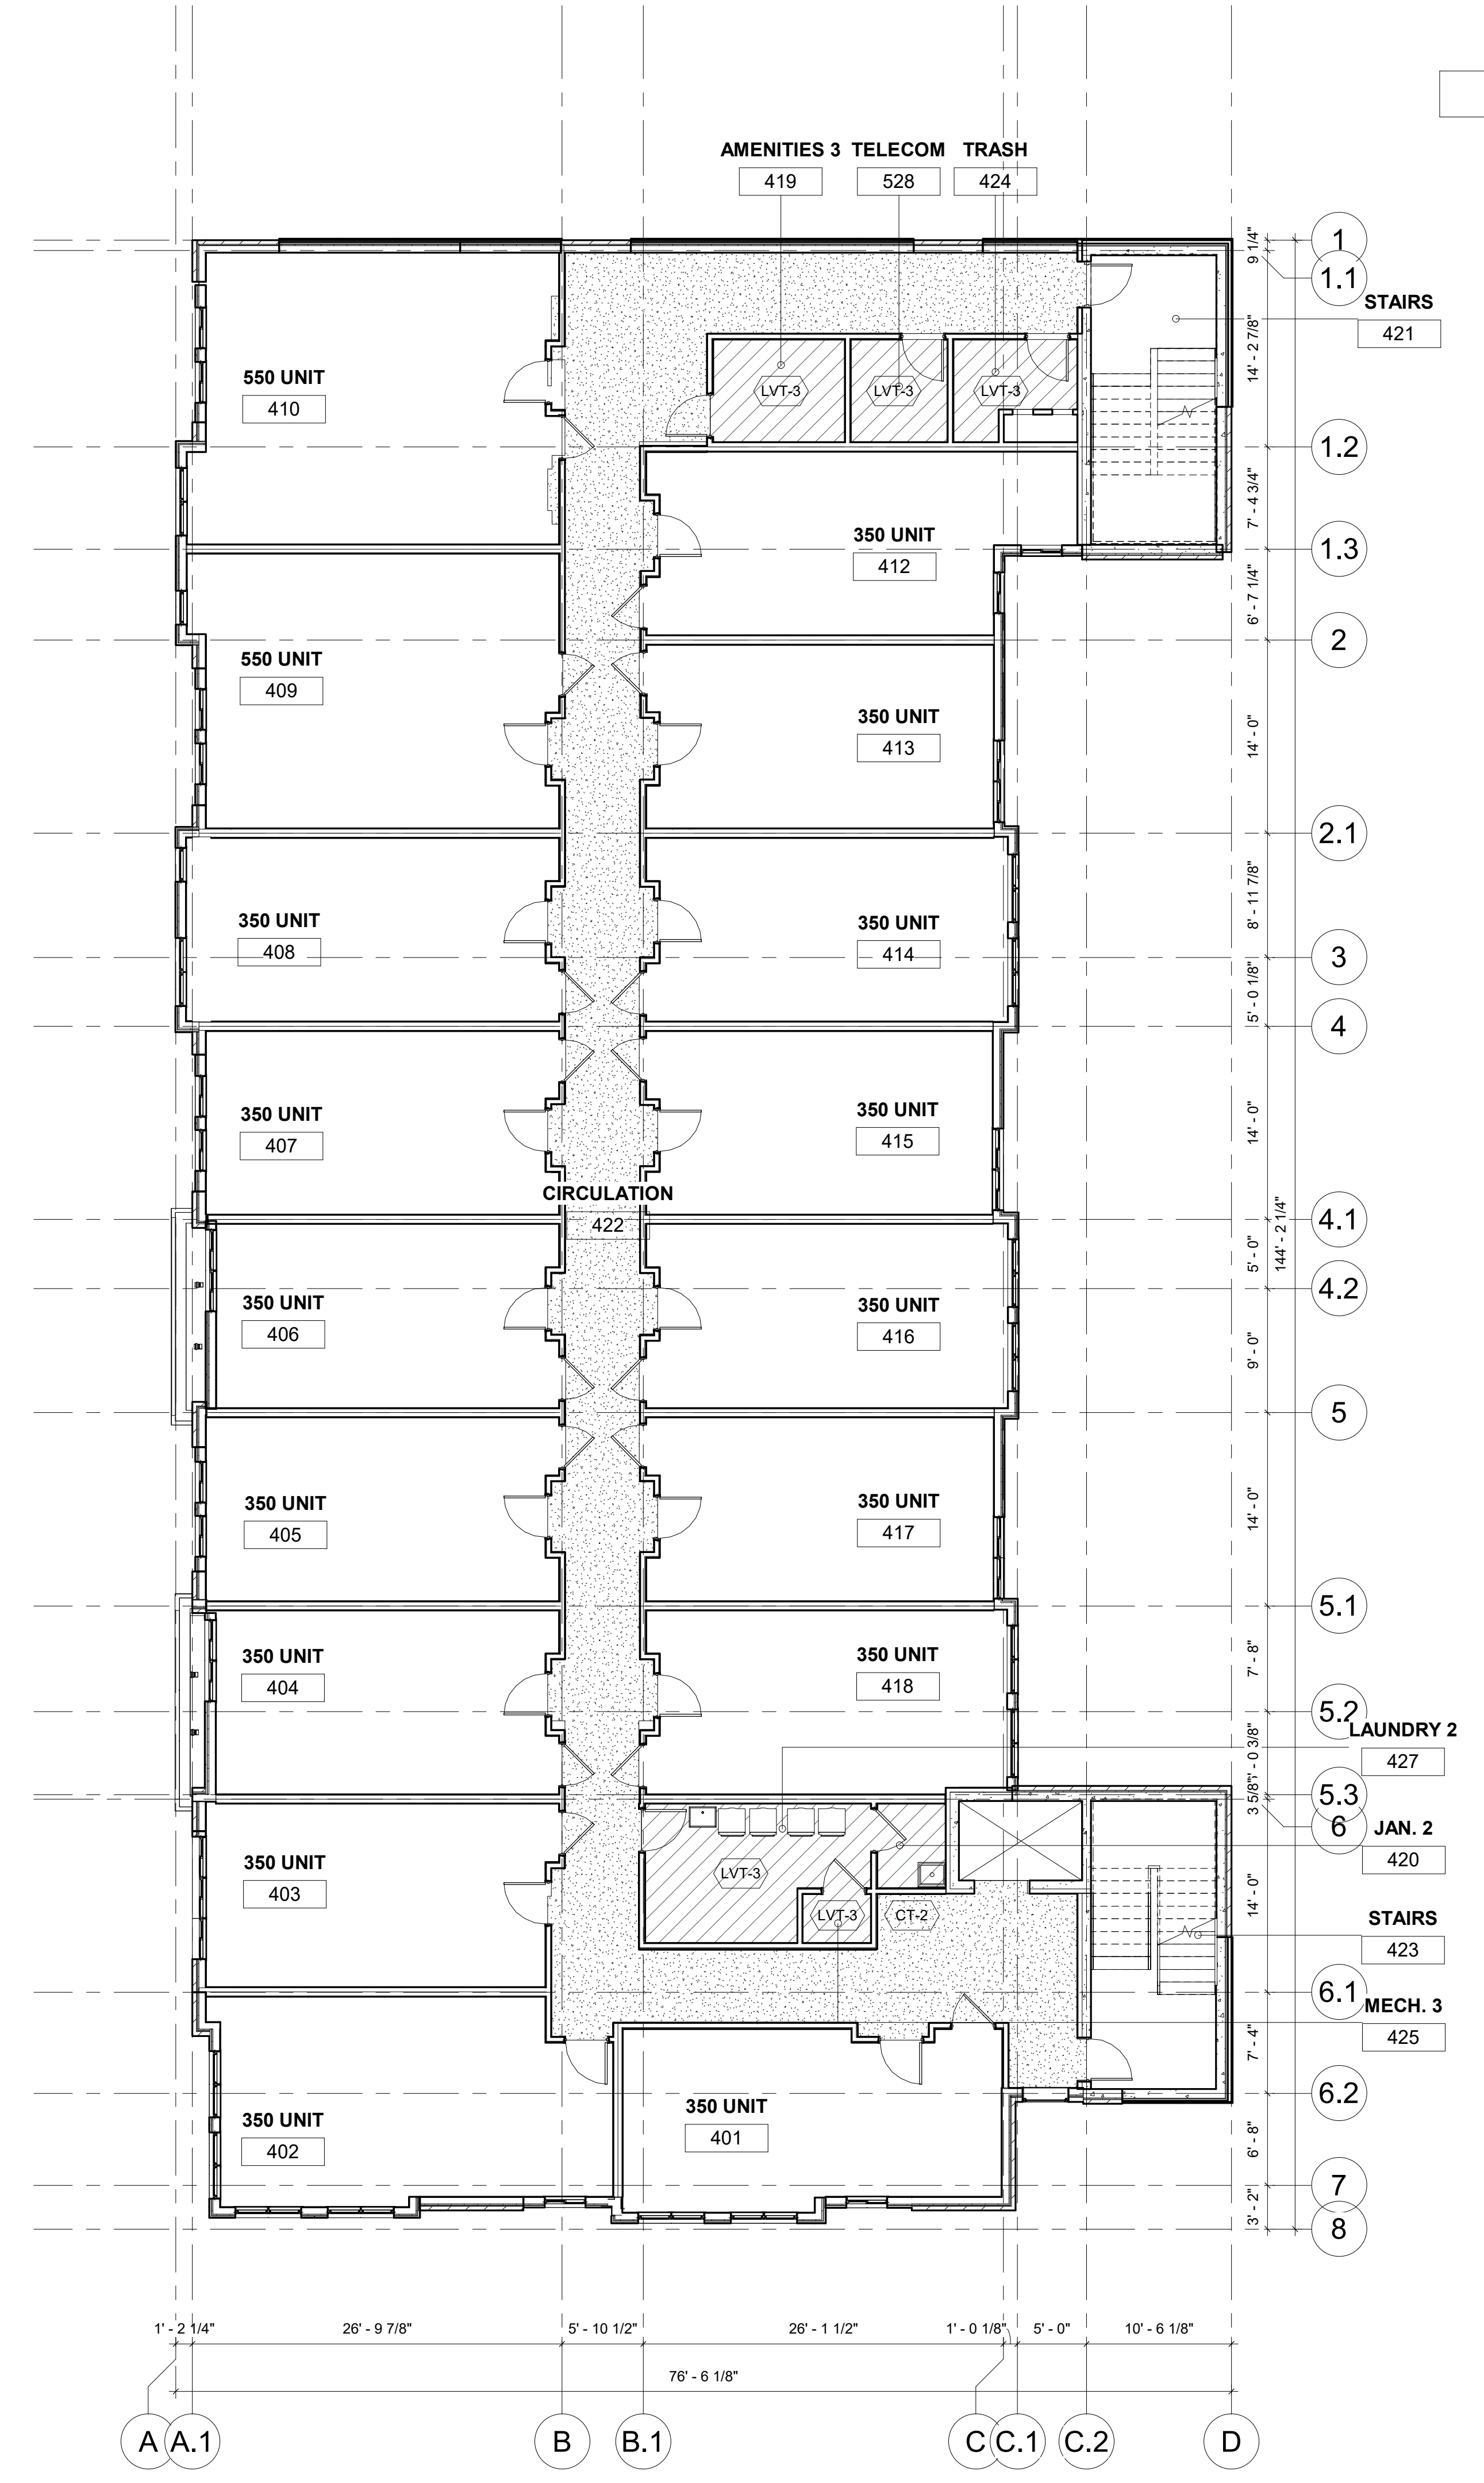 AMENITIES 3 TELECOM TRASH
419 528 424
1
9 1/4"
1.1
STAIRS
421
14' - 2 7/8"
550 UNIT
410
LVT-3 LVT-3 LVT-3
1.2
7' - 4 3/4"
350 UNIT
412
1.3
6' - 7 1/4"
2
550 UNIT
409
350 UNIT
413
14' - 0"
2.1
8' - 11 7/8"
350 UNIT
408
350 UNIT
414
3
5' - 0 1/8"
4
350 UNIT
407
350 UNIT
415
14' - 0"
CIRCULATION
422
4.1
144' - 2 1/4"
5' - 0"
4.2
350 UNIT
406
350 UNIT
416
9' - 0"
5
350 UNIT
405
350 UNIT
417
14' - 0"
5.1
350 UNIT
404
350 UNIT
418
7' - 8"
5.2
LAUNDRY 2
427
0 3/8"
3 5/8"
5.3
6
JAN. 2
420
350 UNIT
403
LVT-3
LVT-3 CT-2
14' - 0"
STAIRS
423
6.1
MECH. 3
425
7' - 4"
6.2
350 UNIT
402
350 UNIT
401
6' - 8"
7
3' - 2"
8
1' - 2 1/4" 26' - 9 7/8" 5' - 10 1/2" 26' - 1 1/2" 1' - 0 1/8" 5' - 0" 10' - 6 1/8"
76' - 6 1/8"
A A.1 B B.1 C C.1 C.2 D